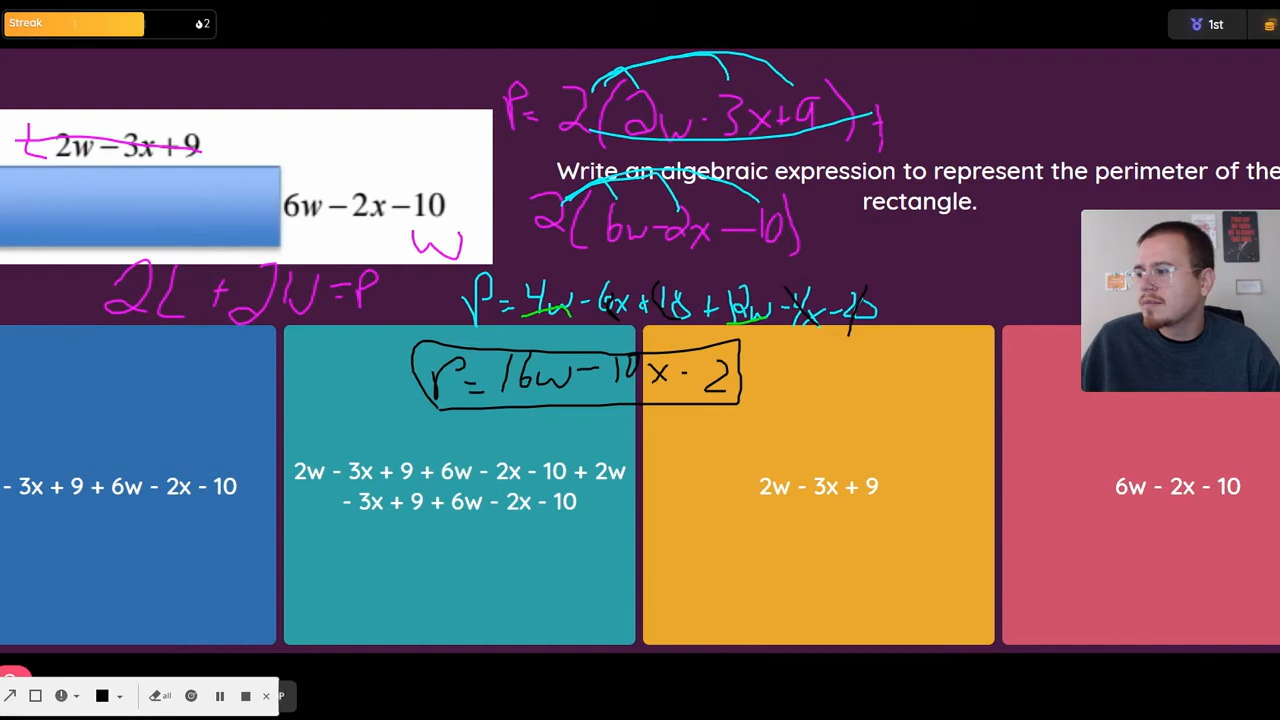 Streak
2
1st
P = 2(2w - 3x + 9) +
L 2w − 3x + 9
Write an algebraic expression to represent the perimeter of the
rectangle.
6w − 2x − 10
2(6w - 2x - 10)
W
2L + 2W = P
P = 4w - 6x + 18 + 12w - 4x - 20
P = 16w - 10x - 2
- 3x + 9 + 6w - 2x - 10
2w - 3x + 9 + 6w - 2x - 10 + 2w
- 3x + 9 + 6w - 2x - 10
2w - 3x + 9
6w - 2x - 10
all
P